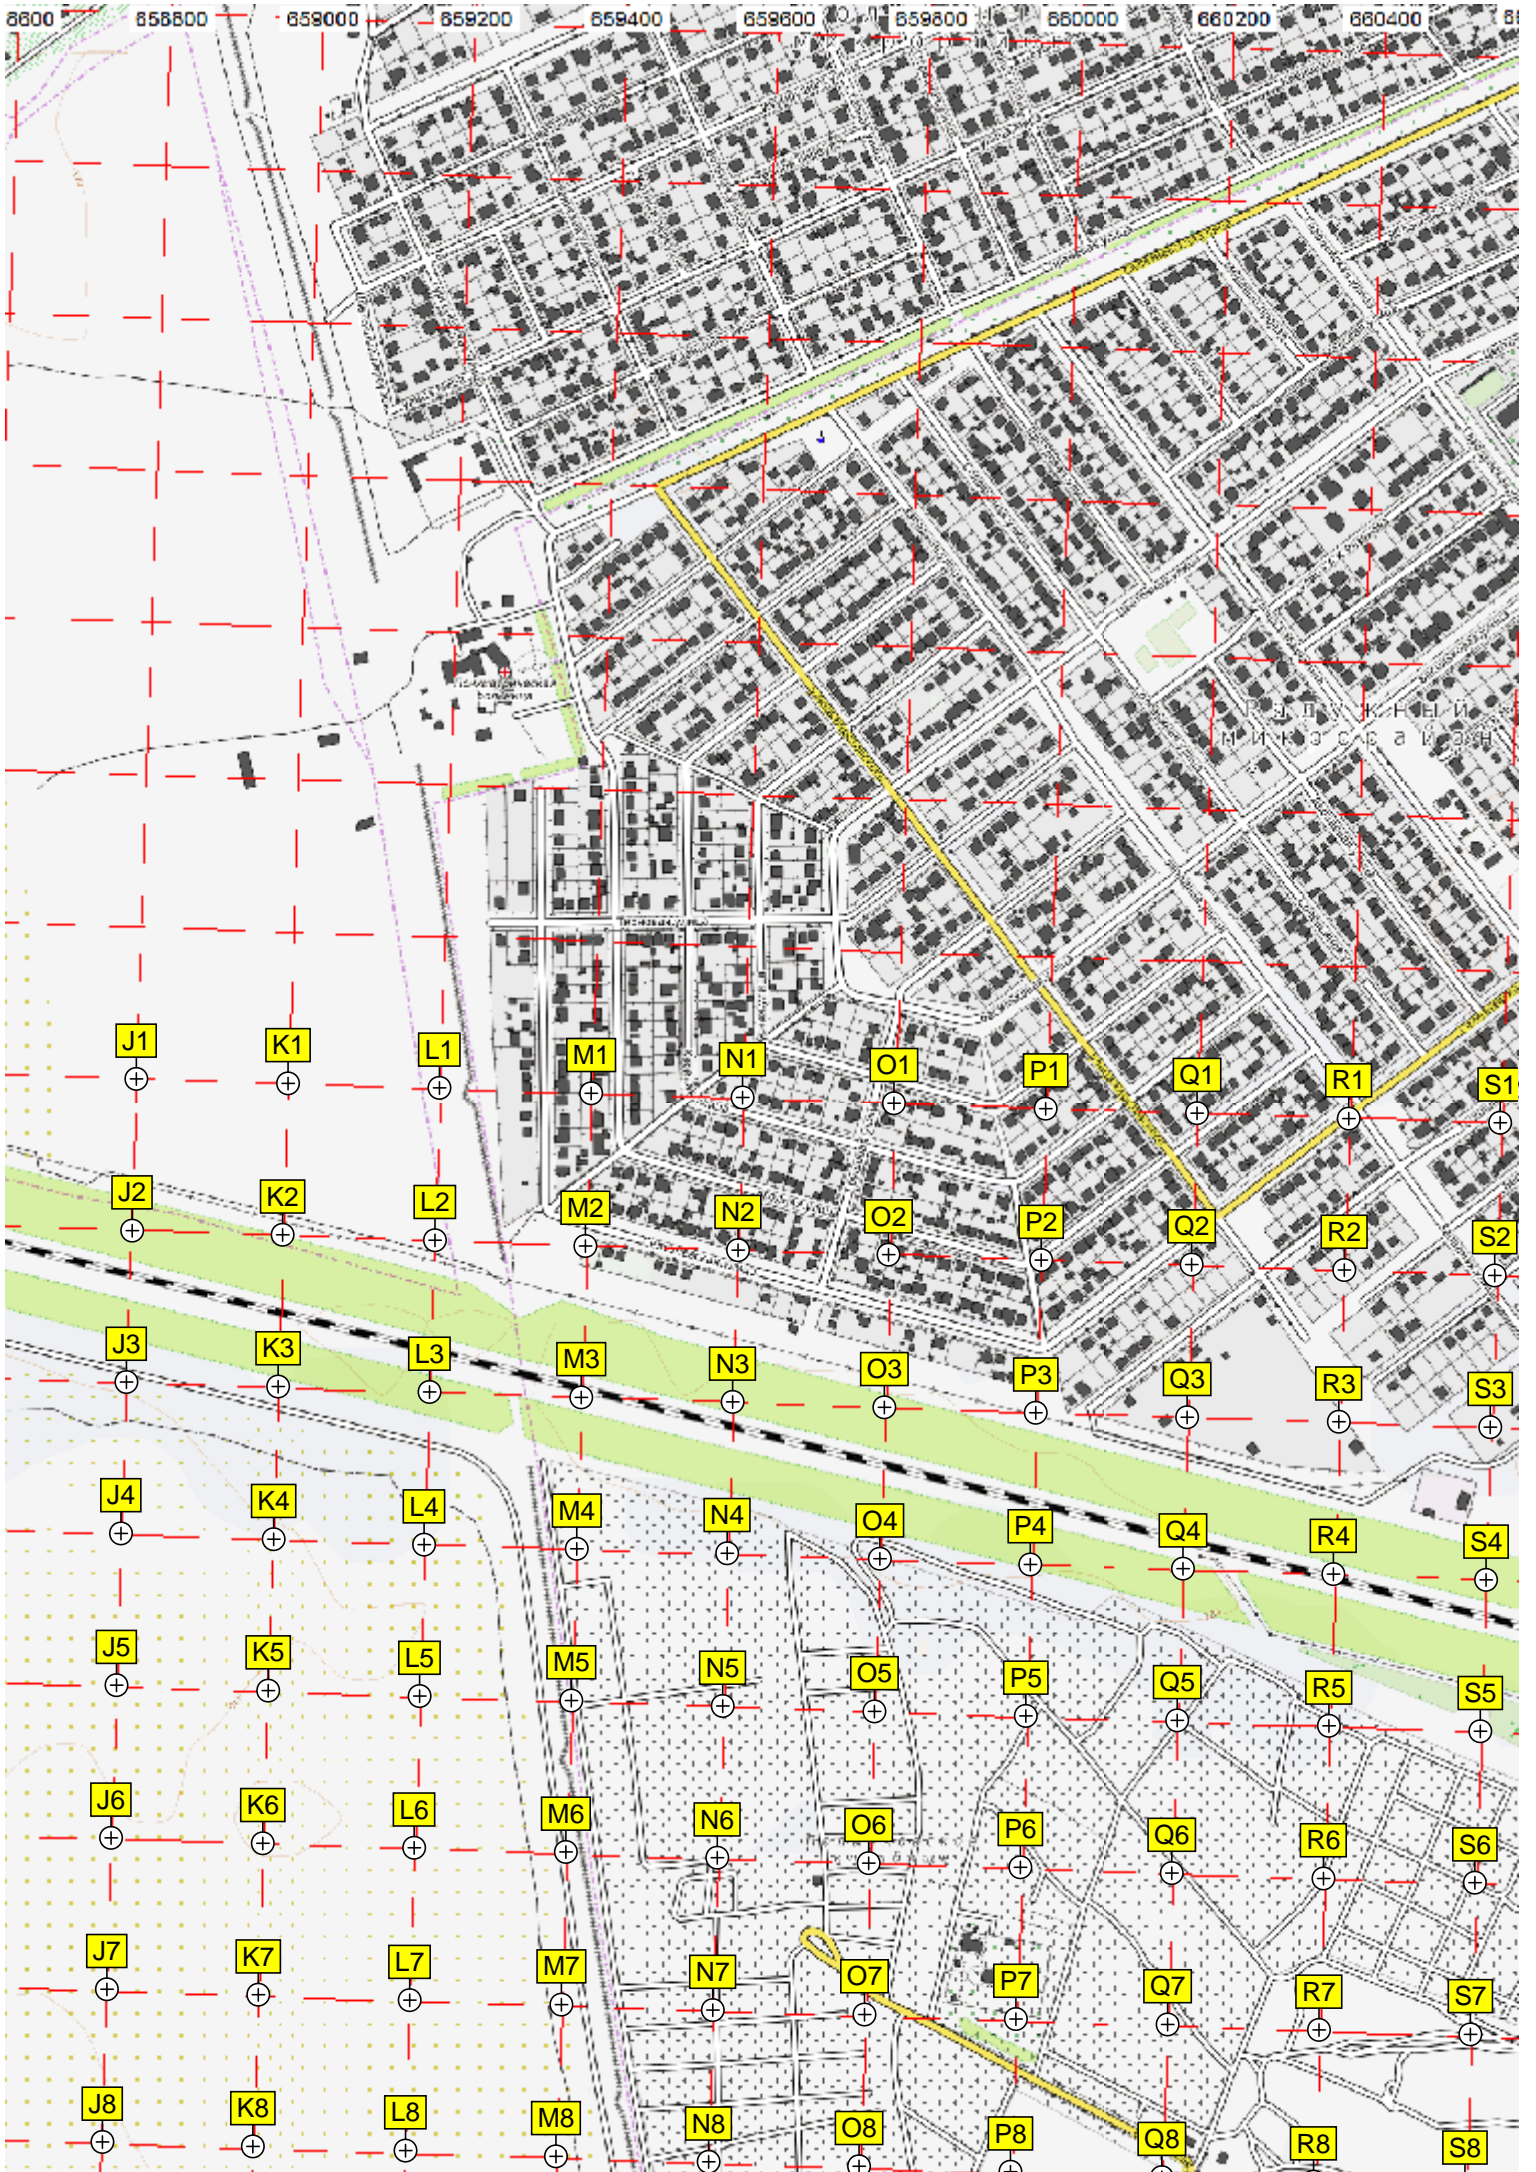 6600 658800 659000 659200 659400 659600 659800 660000 660200 660400
Радужный
микрорайон
J1 K1 L1 M1 N1 O1 P1 Q1 R1 S1
J2 K2 L2 M2 N2 O2 P2 Q2 R2 S2
J3 K3 L3 M3 N3 O3 P3 Q3 R3 S3
J4 K4 L4 M4 N4 O4 P4 Q4 R4 S4
J5 K5 L5 M5 N5 O5 P5 Q5 R5 S5
J6 K6 L6 M6 N6 O6 P6 Q6 R6 S6
J7 K7 L7 M7 N7 O7 P7 Q7 R7 S7
J8 K8 L8 M8 N8 O8 P8 Q8 R8 S8